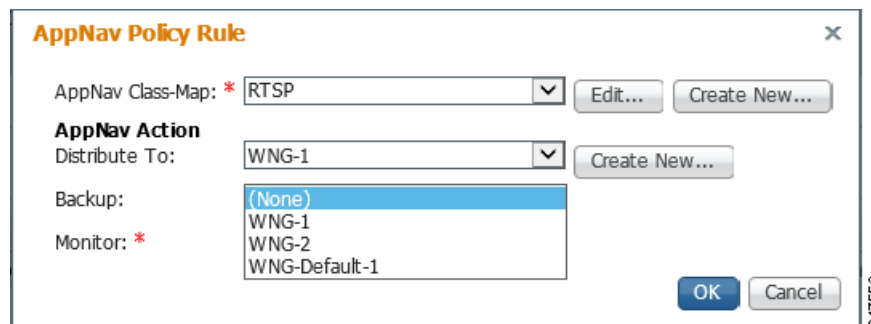 AppNav Policy Rule ×
AppNav Class-Map: * RTSP Edit... Create New...
AppNav Action
Distribute To: WNG-1 Create New...
Backup: (None)
WNG-1
Monitor: * WNG-2
WNG-Default-1
OK Cancel